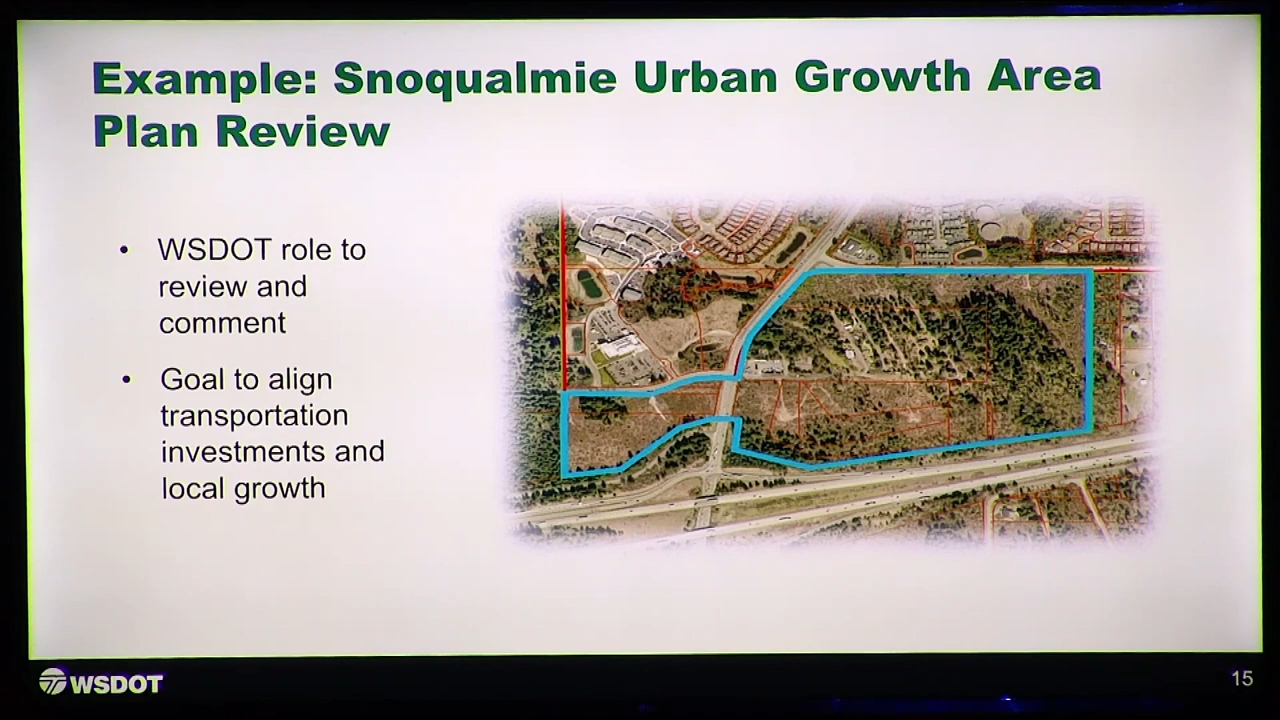 Example: Snoqualmie Urban Growth Area
Plan Review
• WSDOT role to
review and
comment
• Goal to align
transportation
investments and
local growth
WSDOT
15